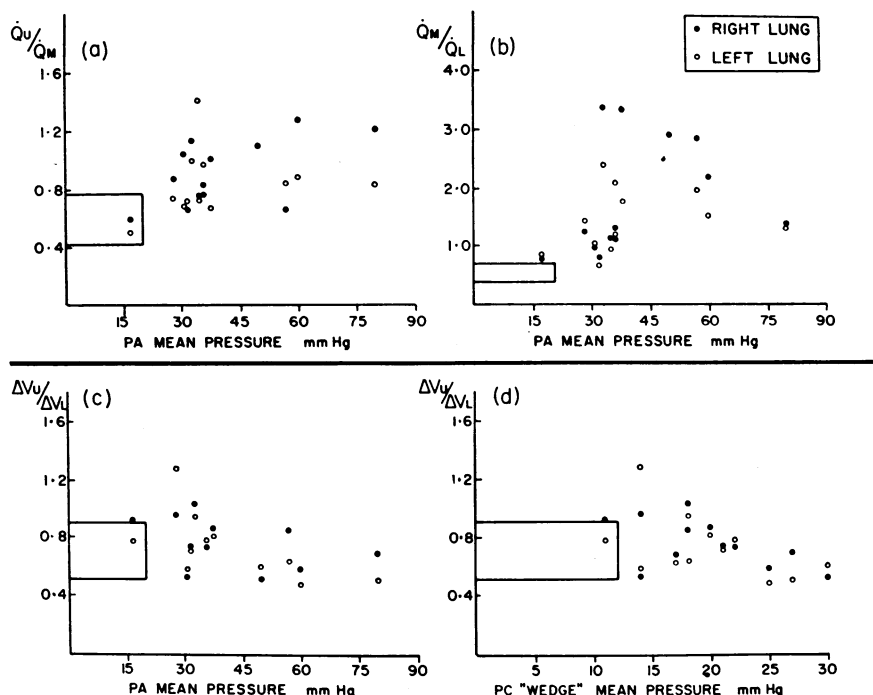 Q̇U/Q̇M (a)
1·6
1·2
0·8
0·4
15 30 45 60 75 90
PA MEAN PRESSURE mm Hg
Q̇M/Q̇L (b)
4·0
3·0
2·0
1·0
15 30 45 60 75 90
PA MEAN PRESSURE mm Hg
RIGHT LUNG
LEFT LUNG
ΔVU/ΔVL (c)
1·6
1·2
0·8
0·4
15 30 45 60 75 90
PA MEAN PRESSURE mm Hg
ΔVU/ΔVL (d)
1·6
1·2
0·8
0·4
5 10 15 20 25 30
PC "WEDGE" MEAN PRESSURE mm Hg